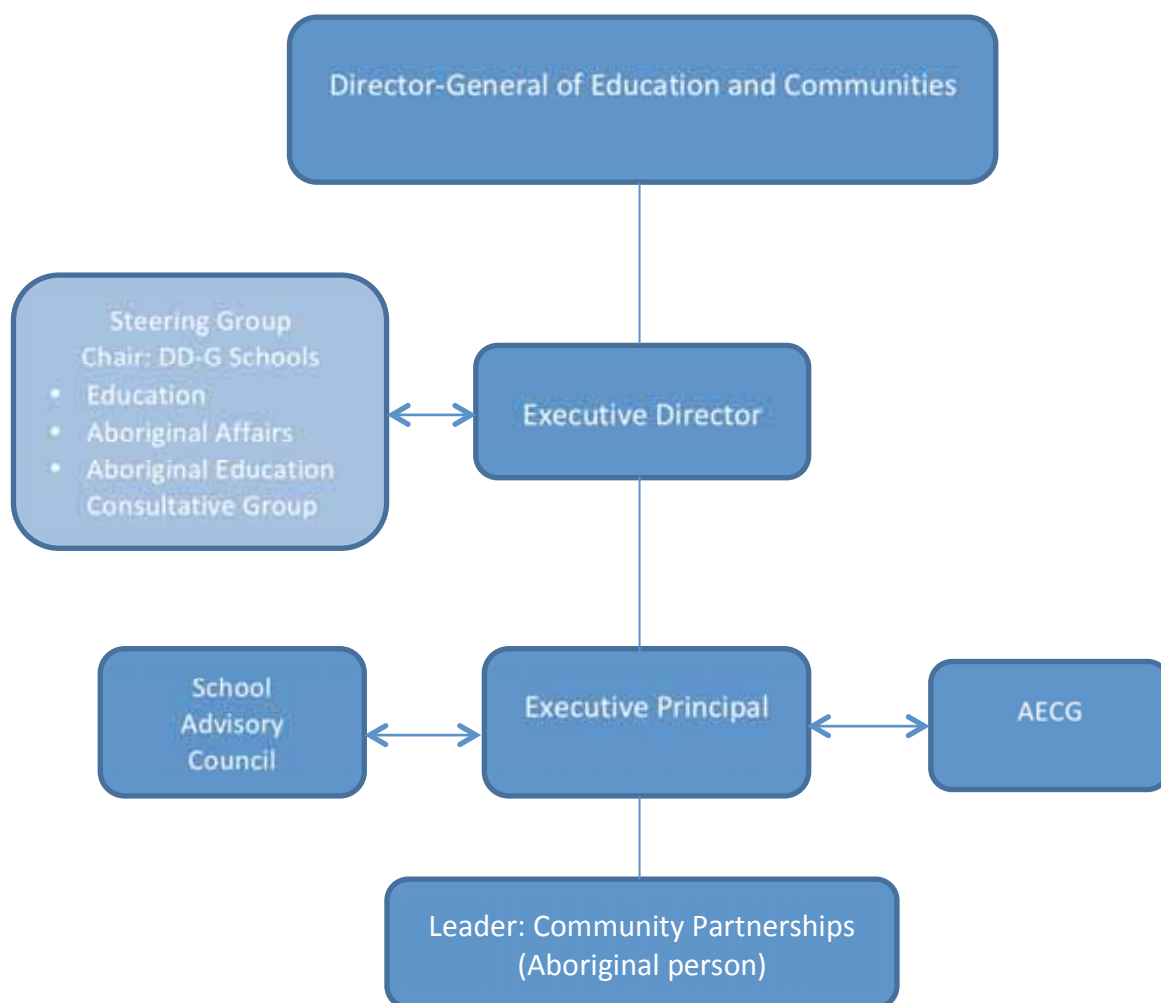 Director-General of Education and Communities
Steering Group
Chair: DD-G Schools
• Education
• Aboriginal Affairs
• Aboriginal Education
Consultative Group
Executive Director
School
Advisory
Council
Executive Principal
AECG
Leader: Community Partnerships
(Aboriginal person)